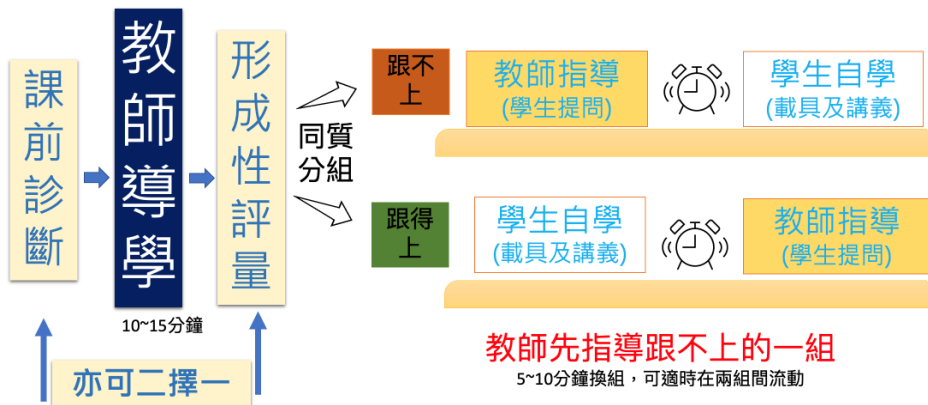 課前診斷
教師導學
10~15分鐘
形成性評量
亦可二擇一
同質
分組
跟不
上
教師指導
(學生提問)
學生自學
(載具及講義)
跟得
上
學生自學
(載具及講義)
教師指導
(學生提問)
教師先指導跟不上的一組
5~10分鐘換組，可適時在兩組間流動